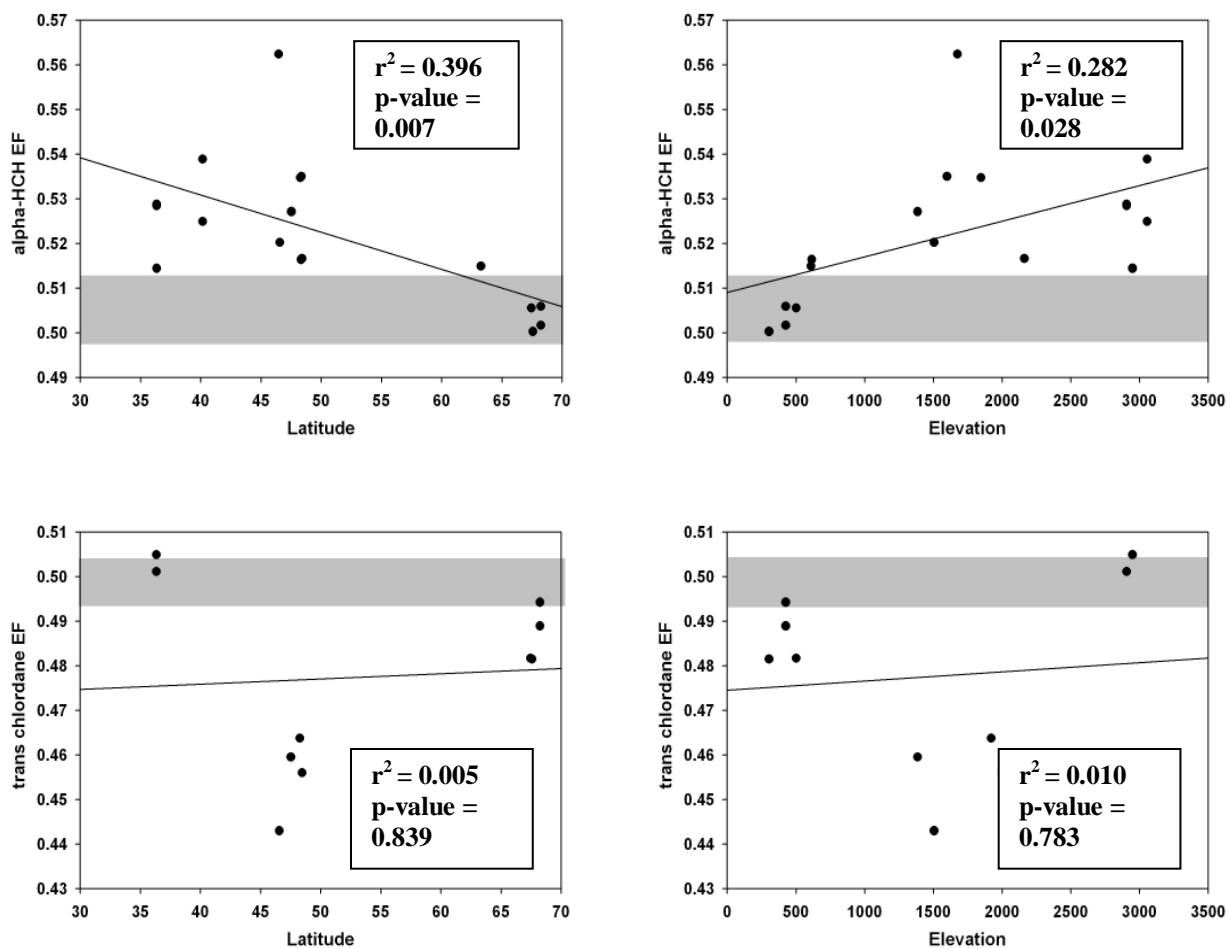 0.57
0.56
0.55
0.54
0.53
0.52
0.51
0.50
0.49
alpha-HCH EF
r² = 0.396
p-value =
0.007
30 35 40 45 50 55 60 65 70
Latitude
0.57
0.56
0.55
0.54
0.53
0.52
0.51
0.50
0.49
alpha-HCH EF
r² = 0.282
p-value =
0.028
0 500 1000 1500 2000 2500 3000 3500
Elevation
0.51
0.50
0.49
0.48
0.47
0.46
0.45
0.44
0.43
trans chlordane EF
r² = 0.005
p-value =
0.839
30 35 40 45 50 55 60 65 70
Latitude
0.51
0.50
0.49
0.48
0.47
0.46
0.45
0.44
0.43
trans chlordane EF
r² = 0.010
p-value =
0.783
0 500 1000 1500 2000 2500 3000 3500
Elevation